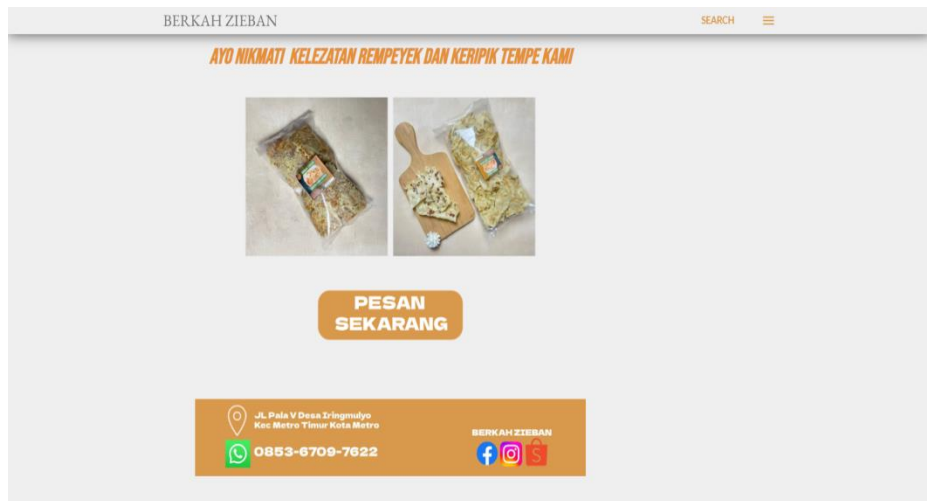 BERKAH ZIEBAN
SEARCH
AYO NIKMATI KELEZATAN REMPEYEK DAN KERIPIK TEMPE KAMI
PESAN
SEKARANG
JL Pala V Desa Iringmulyo
Kec Metro Timur Kota Metro
0853-6709-7622
BERKAH ZIEBAN